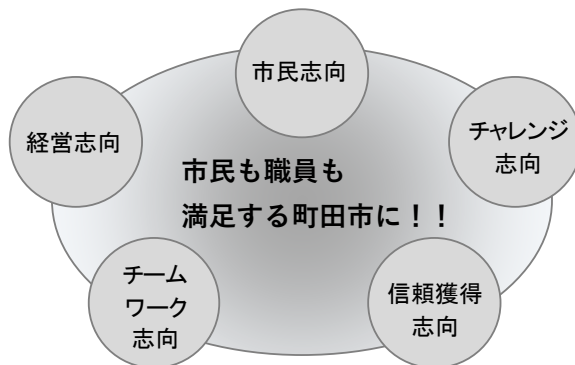 市民志向
経営志向
チャレンジ
志向
市民も職員も
満足する町田市に！！
チーム
ワーク
志向
信頼獲得
志向